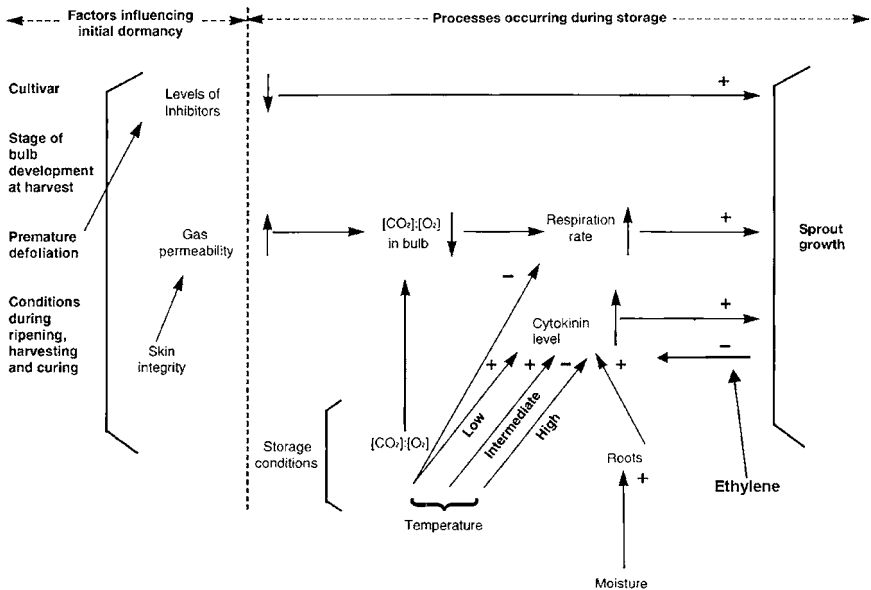 Factors influencing
initial dormancy
Processes occurring during storage
Cultivar
Stage of
bulb
development
at harvest
Premature
defoliation
Conditions
during
ripening,
harvesting
and curing
Levels of
Inhibitors
Gas
permeability
Skin
integrity
+
[CO₂]:[O₂]
in bulb
Respiration
rate
+
Sprout
growth
−
Cytokinin
level
+
−
+
+
−
+
Low
Intermediate
High
Storage
conditions
[CO₂]:[O₂]
Temperature
Roots
+
Moisture
Ethylene